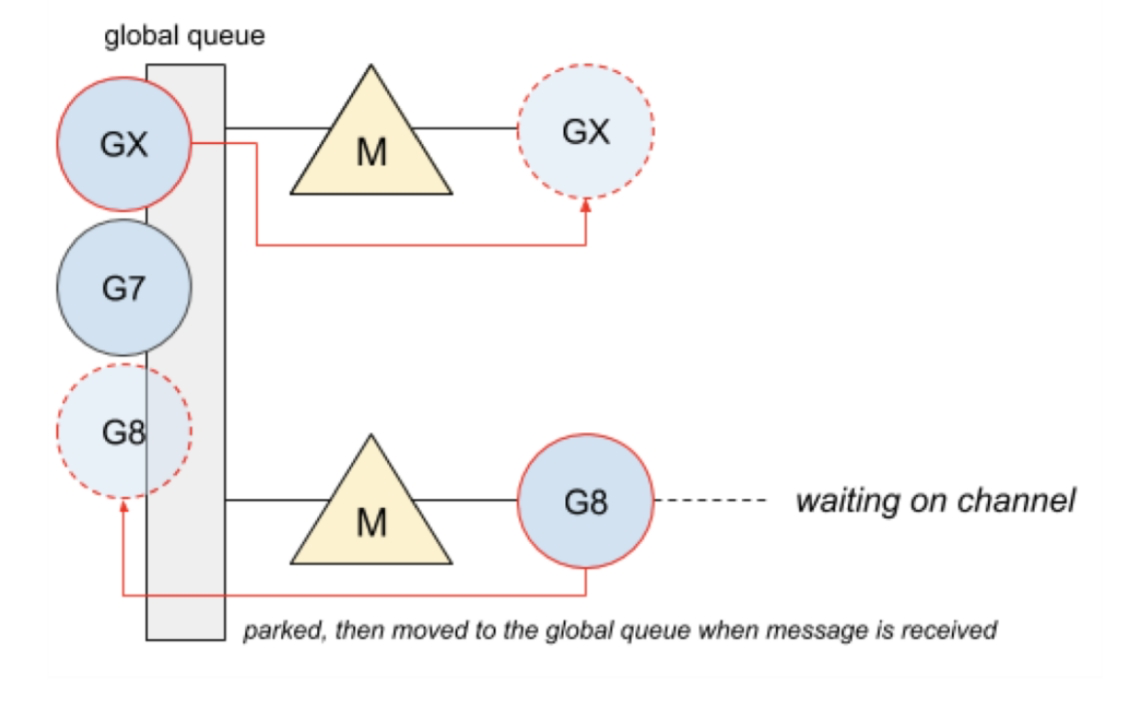 global queue
GX
M
GX
G7
G8
M
G8
waiting on channel
parked, then moved to the global queue when message is received